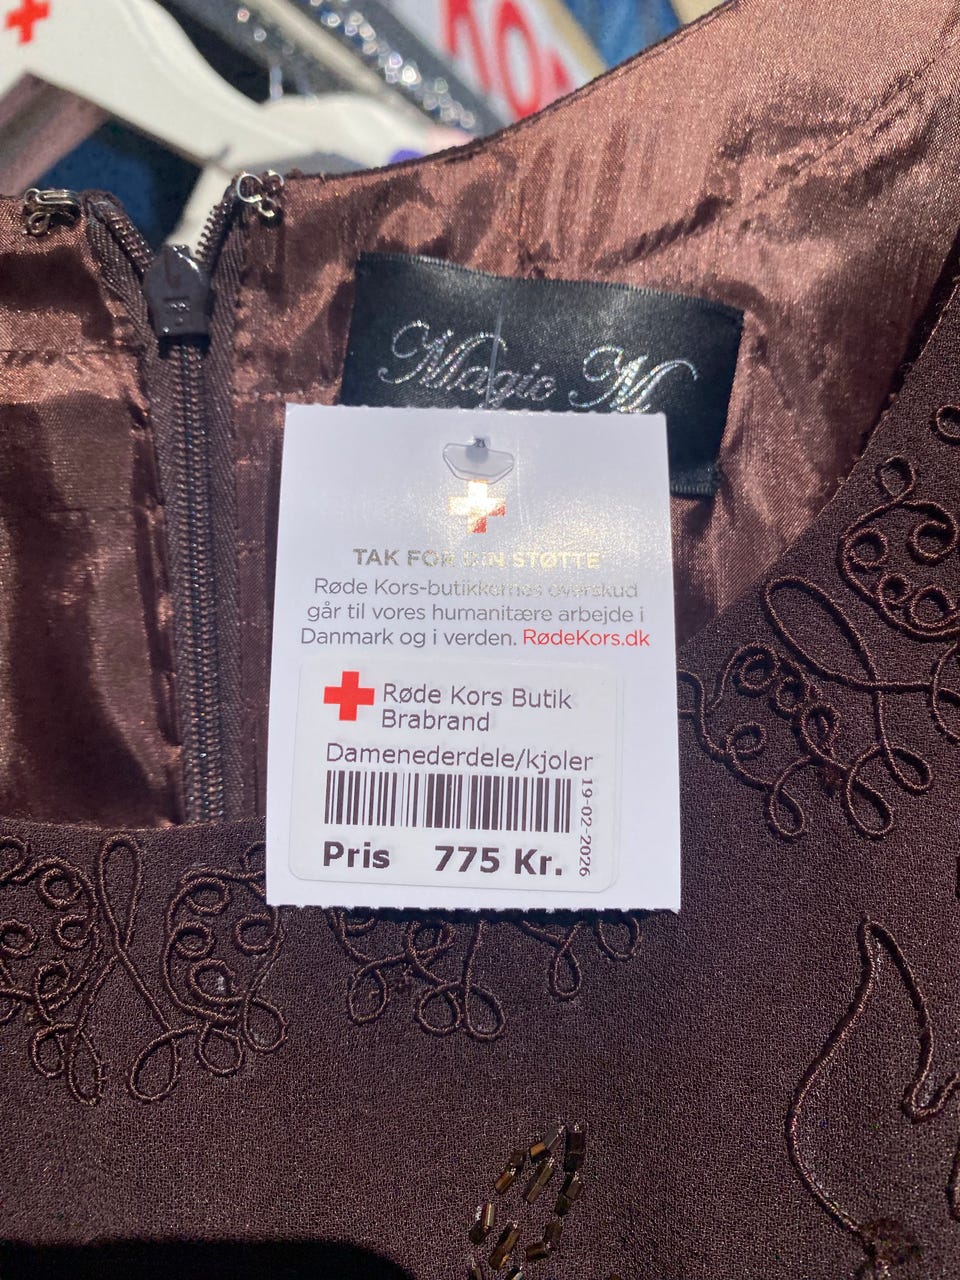 Magic M
TAK FOR DIN STØTTE
Røde Kors-butikkernes overskud
går til vores humanitære arbejde i
Danmark og i verden. RødeKors.dk
Røde Kors Butik
Brabrand
Damenederdele/kjoler
19-02-2026
Pris 775 Kr.